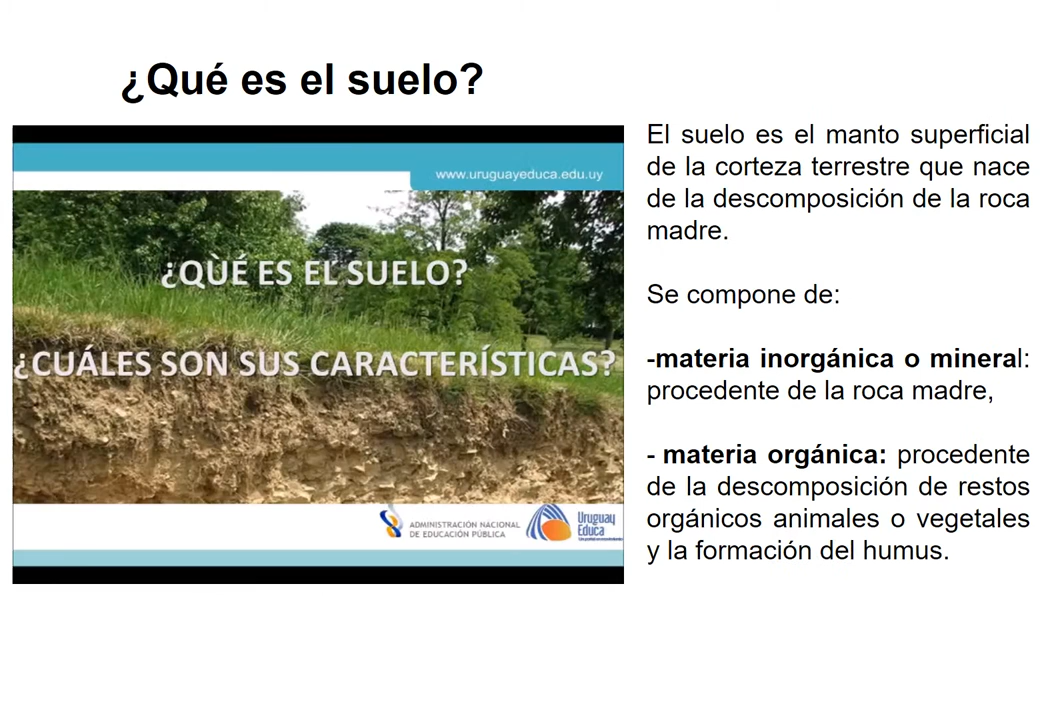 ¿Qué es el suelo?
www.uruguayeduca.edu.uy
¿QÙÉ ES EL SUELO?
¿CUÁLES SON SUS CARACTERÍSTICAS?
ADMINISTRACIÓN NACIONAL
DE EDUCACIÓN PÚBLICA
Uruguay
Educa
El suelo es el manto superficial
de la corteza terrestre que nace
de la descomposición de la roca
madre.
Se compone de:
-materia inorgánica o mineral:
procedente de la roca madre,
- materia orgánica: procedente
de la descomposición de restos
orgánicos animales o vegetales
y la formación del humus.